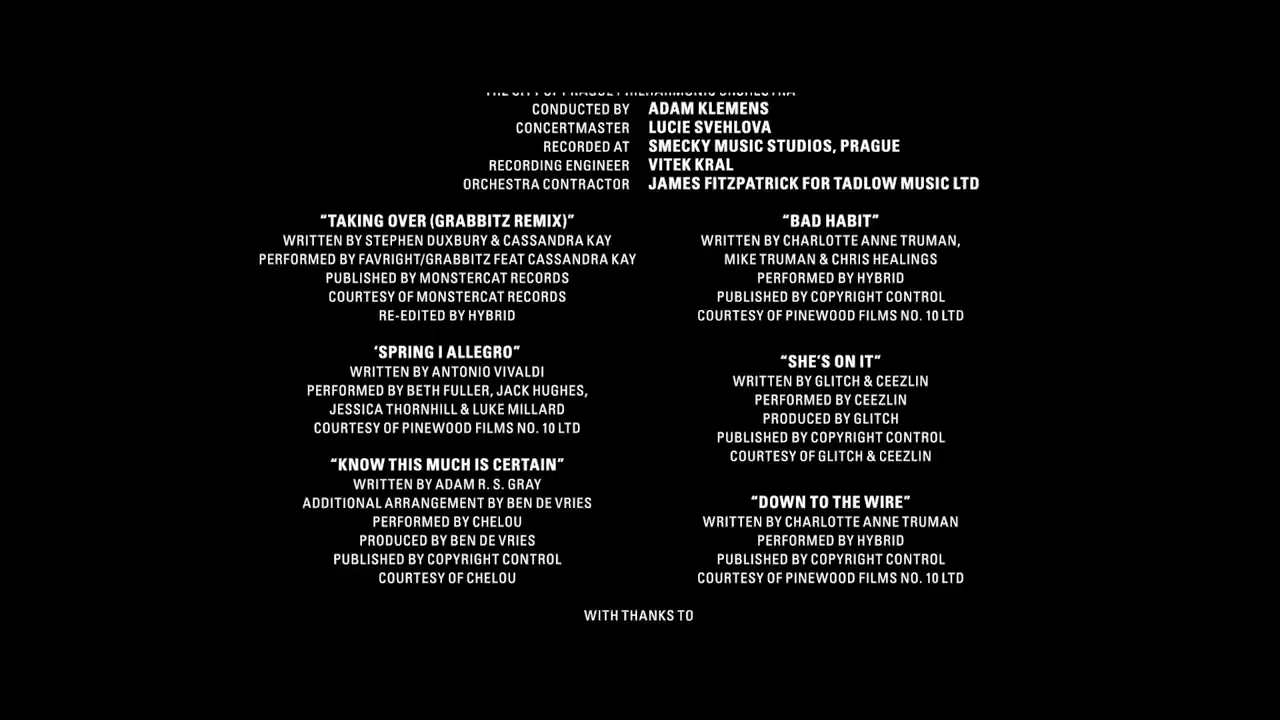 THE CITY OF PRAGUE PHILHARMONIC ORCHESTRA
CONDUCTED BY ADAM KLEMENS
CONCERTMASTER LUCIE SVEHLOVA
RECORDED AT SMECKY MUSIC STUDIOS, PRAGUE
RECORDING ENGINEER VITEK KRAL
ORCHESTRA CONTRACTOR JAMES FITZPATRICK FOR TADLOW MUSIC LTD
“TAKING OVER (GRABBITZ REMIX)”
WRITTEN BY STEPHEN DUXBURY & CASSANDRA KAY
PERFORMED BY FAVRIGHT/GRABBITZ FEAT CASSANDRA KAY
PUBLISHED BY MONSTERCAT RECORDS
COURTESY OF MONSTERCAT RECORDS
RE-EDITED BY HYBRID
‘SPRING I ALLEGRO”
WRITTEN BY ANTONIO VIVALDI
PERFORMED BY BETH FULLER, JACK HUGHES,
JESSICA THORNHILL & LUKE MILLARD
COURTESY OF PINEWOOD FILMS NO. 10 LTD
“KNOW THIS MUCH IS CERTAIN”
WRITTEN BY ADAM R. S. GRAY
ADDITIONAL ARRANGEMENT BY BEN DE VRIES
PERFORMED BY CHELOU
PRODUCED BY BEN DE VRIES
PUBLISHED BY COPYRIGHT CONTROL
COURTESY OF CHELOU
“BAD HABIT”
WRITTEN BY CHARLOTTE ANNE TRUMAN,
MIKE TRUMAN & CHRIS HEALINGS
PERFORMED BY HYBRID
PUBLISHED BY COPYRIGHT CONTROL
COURTESY OF PINEWOOD FILMS NO. 10 LTD
“SHE’S ON IT”
WRITTEN BY GLITCH & CEEZLIN
PERFORMED BY CEEZLIN
PRODUCED BY GLITCH
PUBLISHED BY COPYRIGHT CONTROL
COURTESY OF GLITCH & CEEZLIN
“DOWN TO THE WIRE”
WRITTEN BY CHARLOTTE ANNE TRUMAN
PERFORMED BY HYBRID
PUBLISHED BY COPYRIGHT CONTROL
COURTESY OF PINEWOOD FILMS NO. 10 LTD
WITH THANKS TO